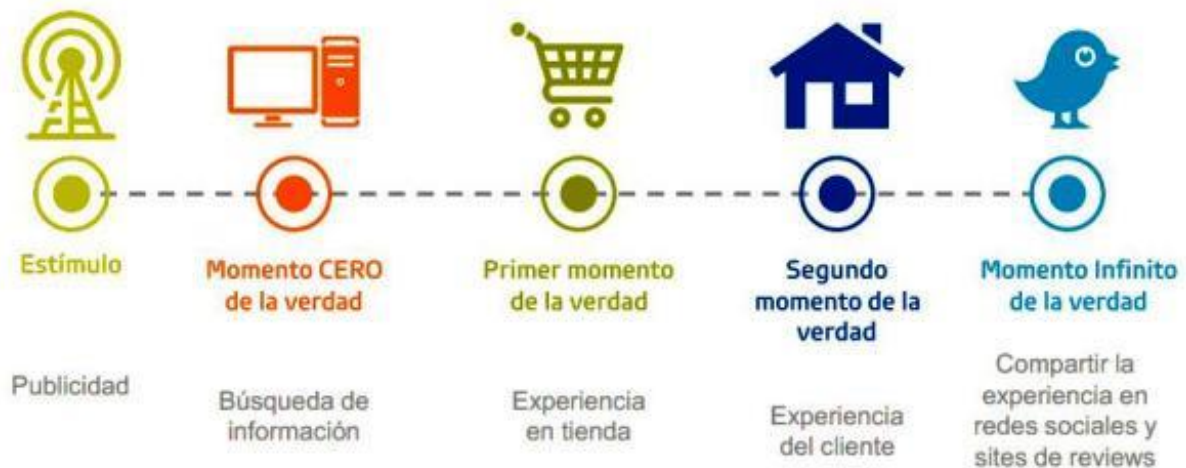 Estímulo
Momento CERO
de la verdad
Primer momento
de la verdad
Segundo
momento de la
verdad
Momento Infinito
de la verdad
Publicidad
Búsqueda de
información
Experiencia
en tienda
Experiencia
del cliente
Compartir la
experiencia en
redes sociales y
sites de reviews